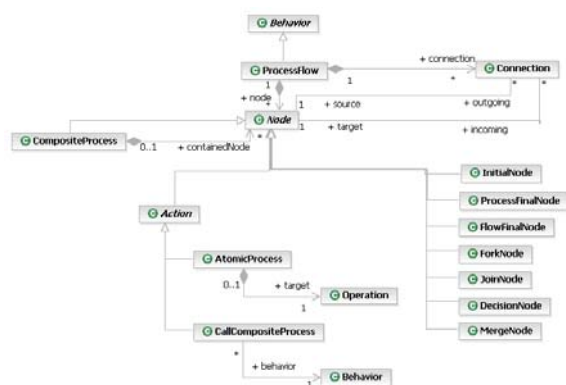 Behavior
ProcessFlow
+ connection
Connection
1
1
*
+ node
*
1
+ source
+ outgoing
*
*
Node
1
+ target
+ incoming
CompositeProcess
0..1
+ containedNode
*
InitialNode
ProcessFinalNode
Action
FlowFinalNode
ForkNode
AtomicProcess
JoinNode
0..1
+ target
1
Operation
DecisionNode
CallCompositeProcess
MergeNode
*
+ behavior
1
Behavior